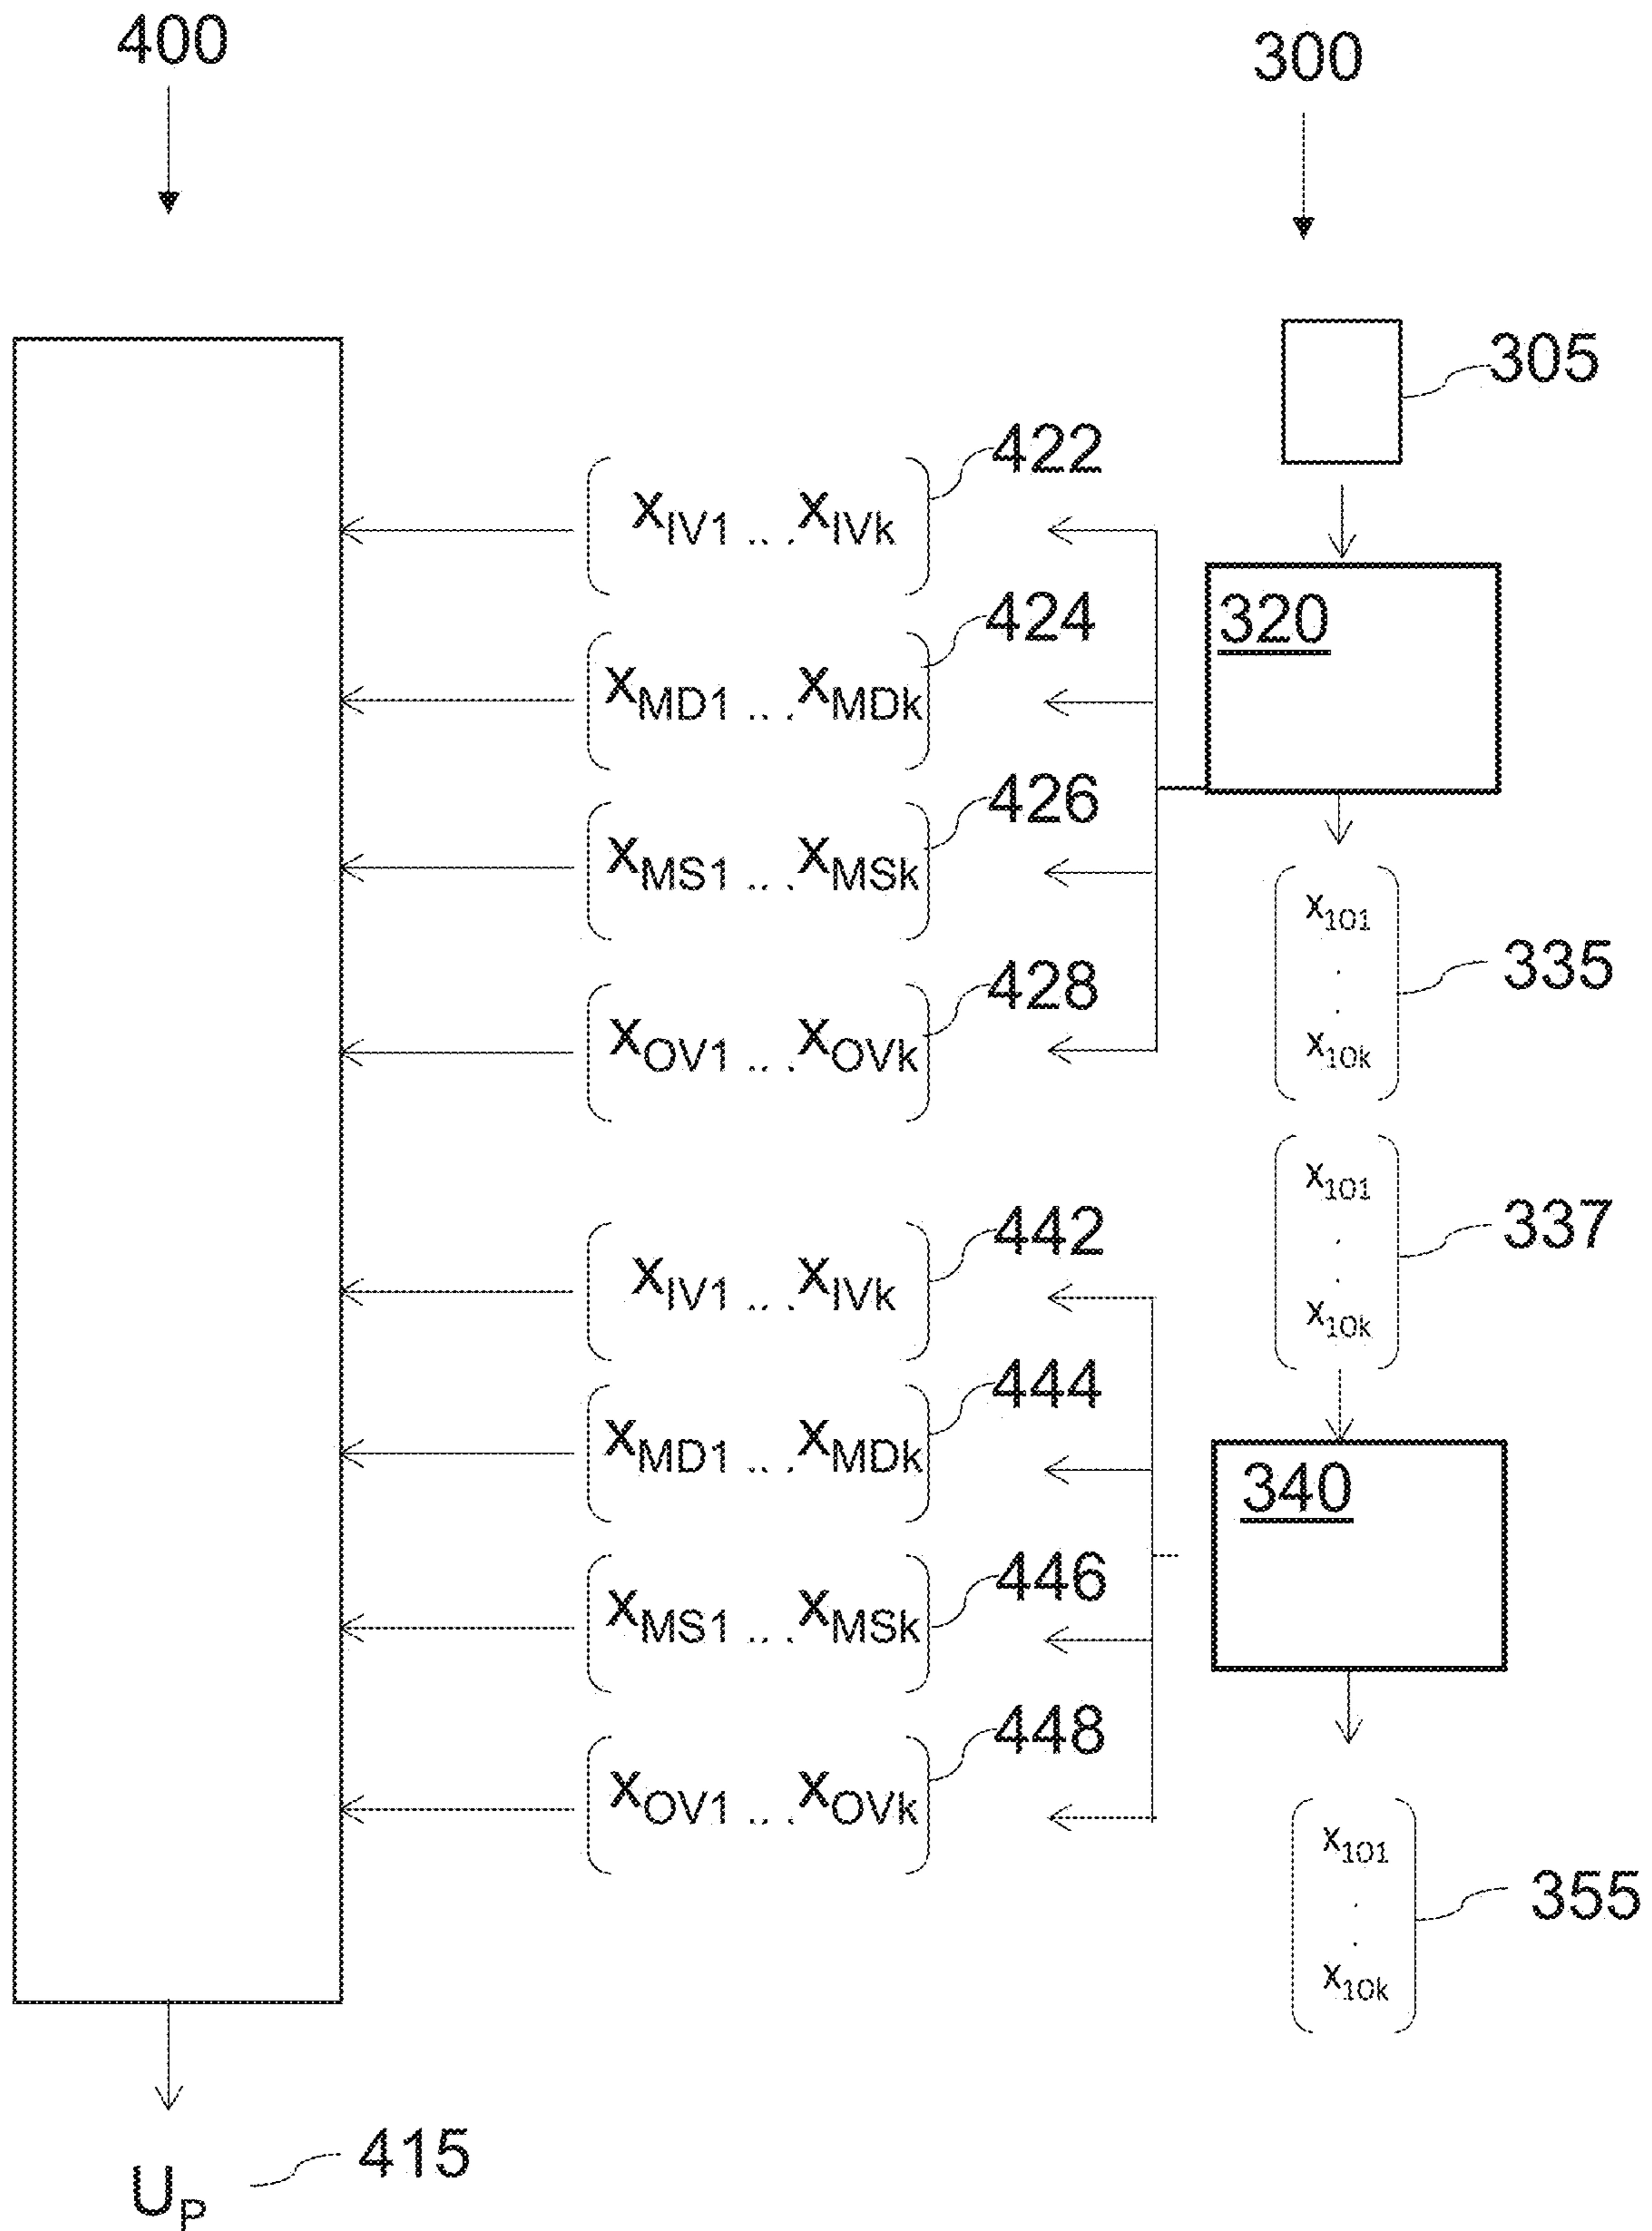 400
300
305
422
x_IV1 ... x_IVk
320
424
x_MD1 ... x_MDk
426
x_MS1 ... x_MSk
x_101
.
.
x_10k
335
428
x_OV1 ... x_OVk
x_101
.
.
x_10k
337
442
x_IV1 ... x_IVk
444
x_MD1 ... x_MDk
340
446
x_MS1 ... x_MSk
448
x_OV1 ... x_OVk
x_101
.
.
x_10k
355
415
U_P